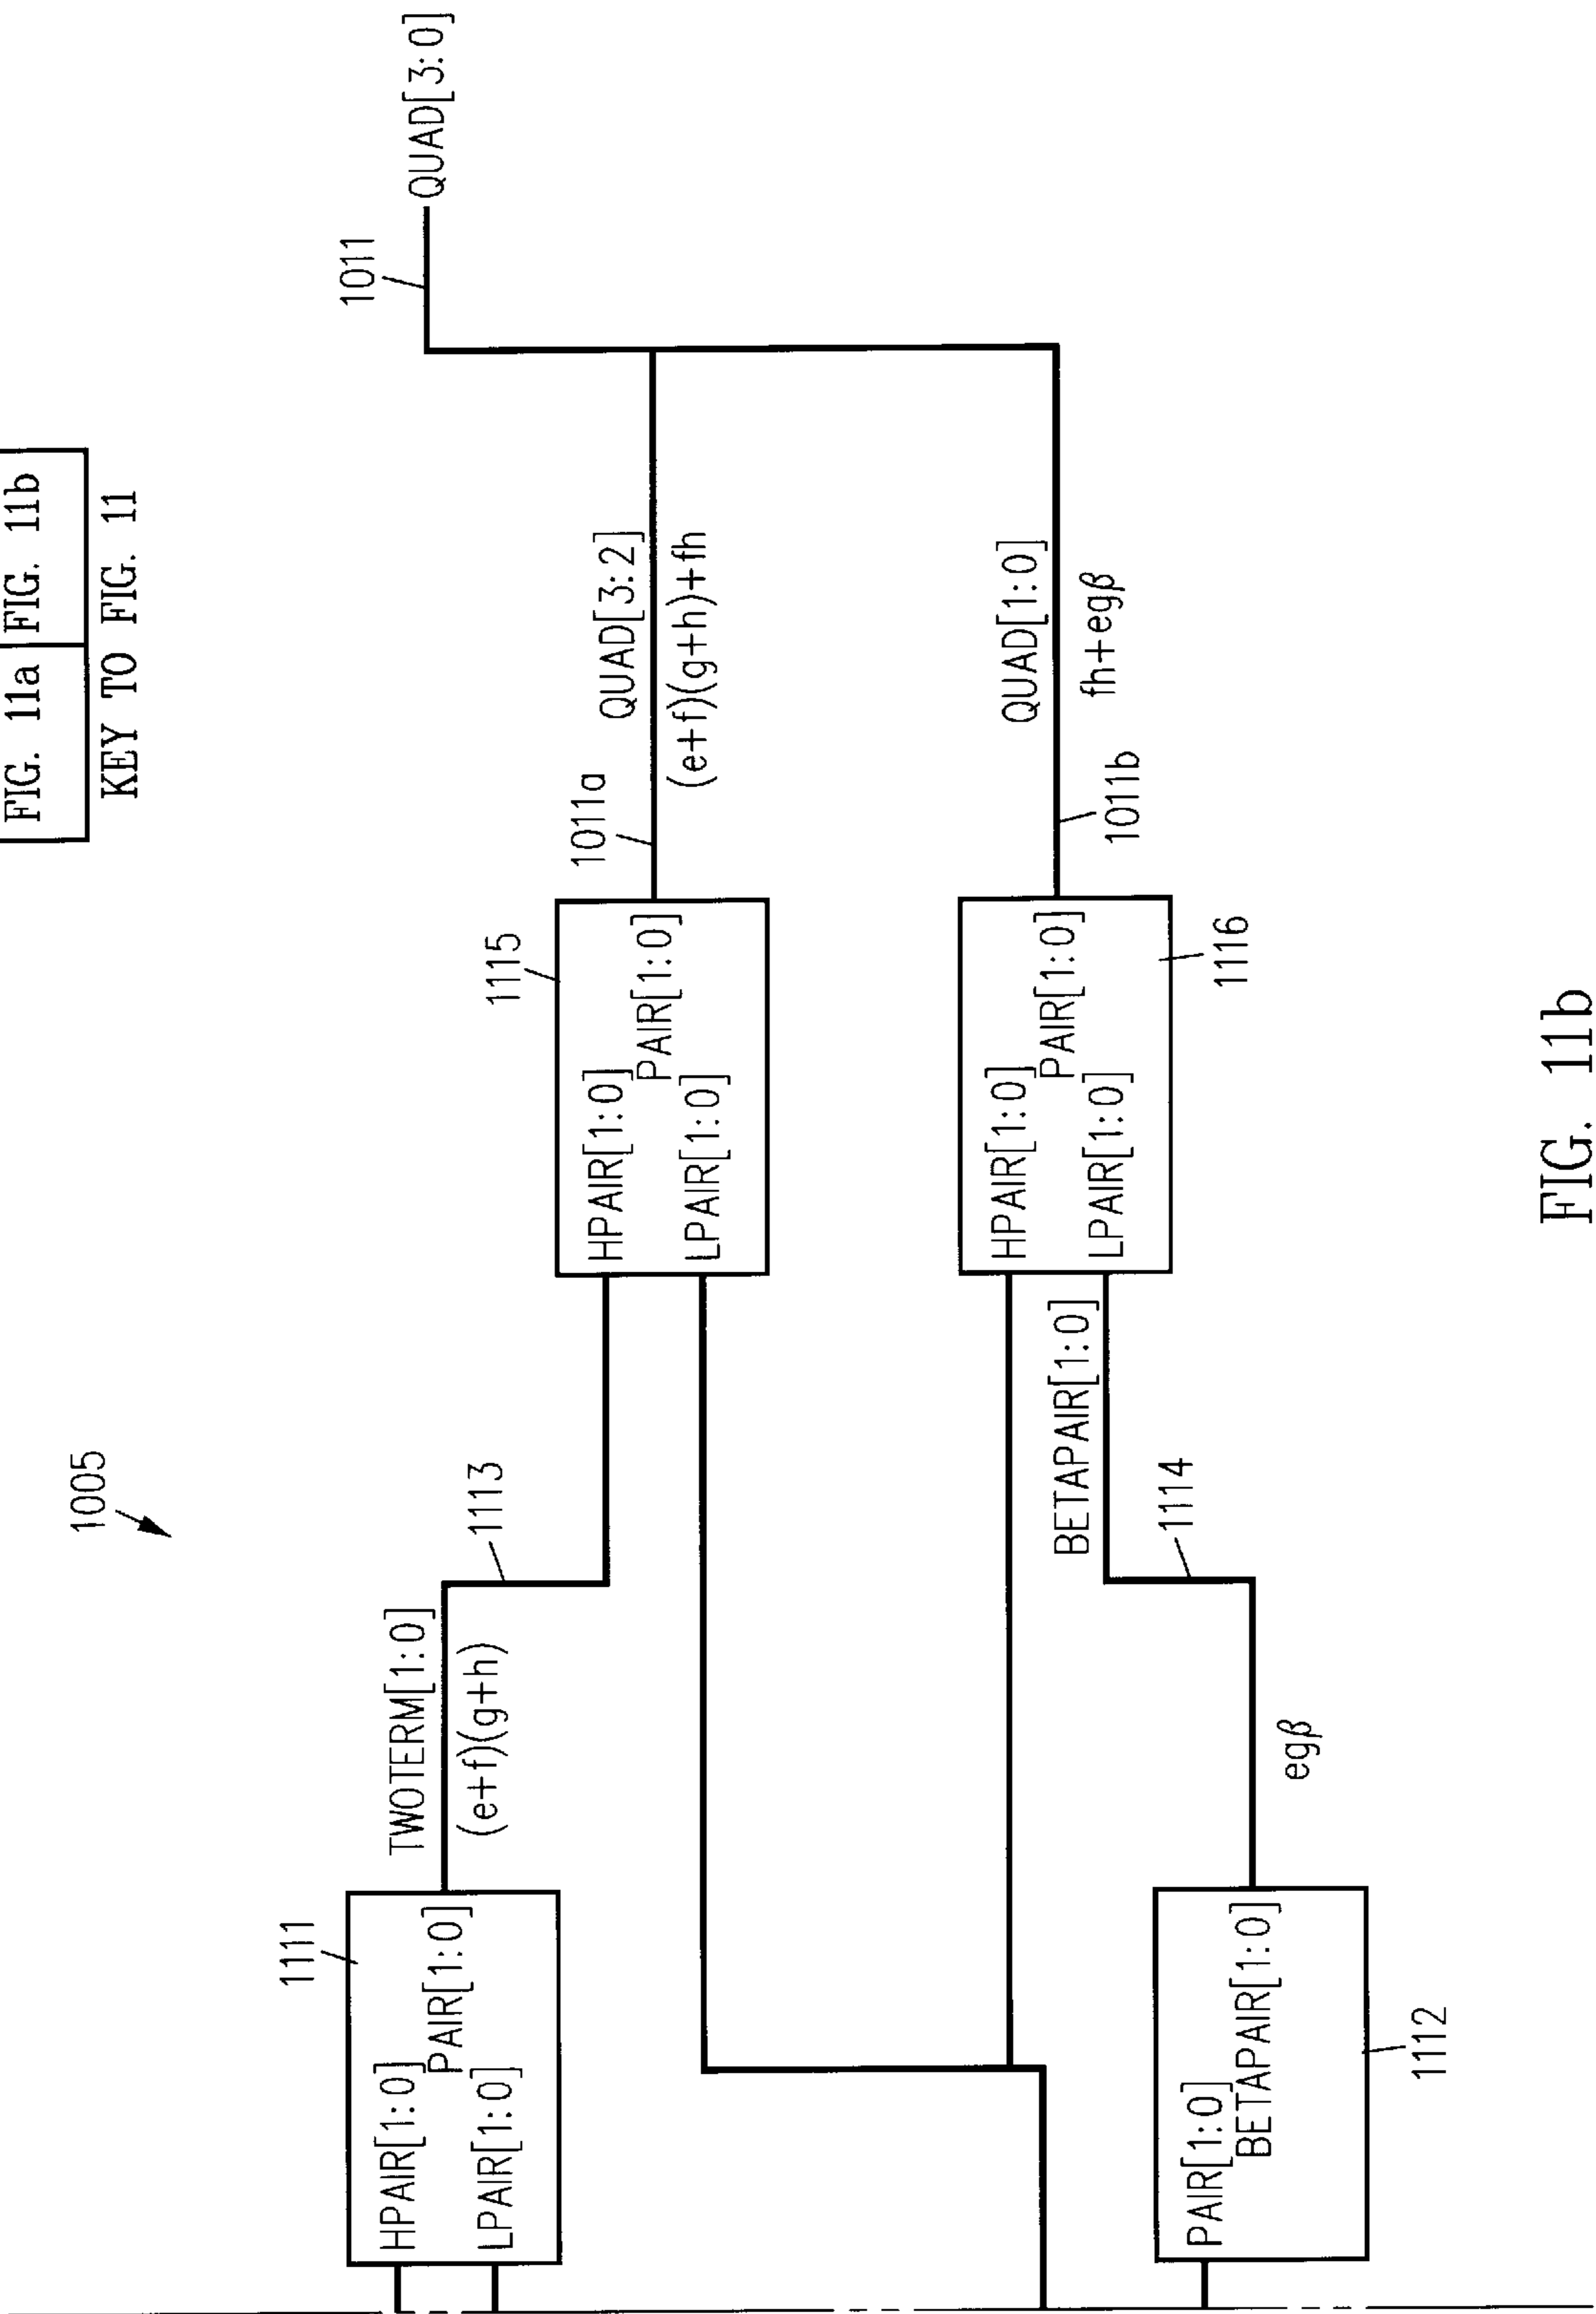 FIG. 11a FIG. 11b
KEY TO FIG. 11
1005
1011
QUAD[3:0]
1111
HPAIR[1:0]
PAIR[1:0]
LPAIR[1:0]
TWOTERM[1:0]
(e+f)(g+h)
1113
1115
HPAIR[1:0]
PAIR[1:0]
LPAIR[1:0]
1011a
QUAD[3:2]
(e+f)(g+h)+fh
PAIR[1:0]
BETAPAIR[1:0]
1112
egβ
1114
BETAPAIR[1:0]
HPAIR[1:0]
PAIR[1:0]
LPAIR[1:0]
1116
1011b
QUAD[1:0]
fh+egβ
FIG. 11b